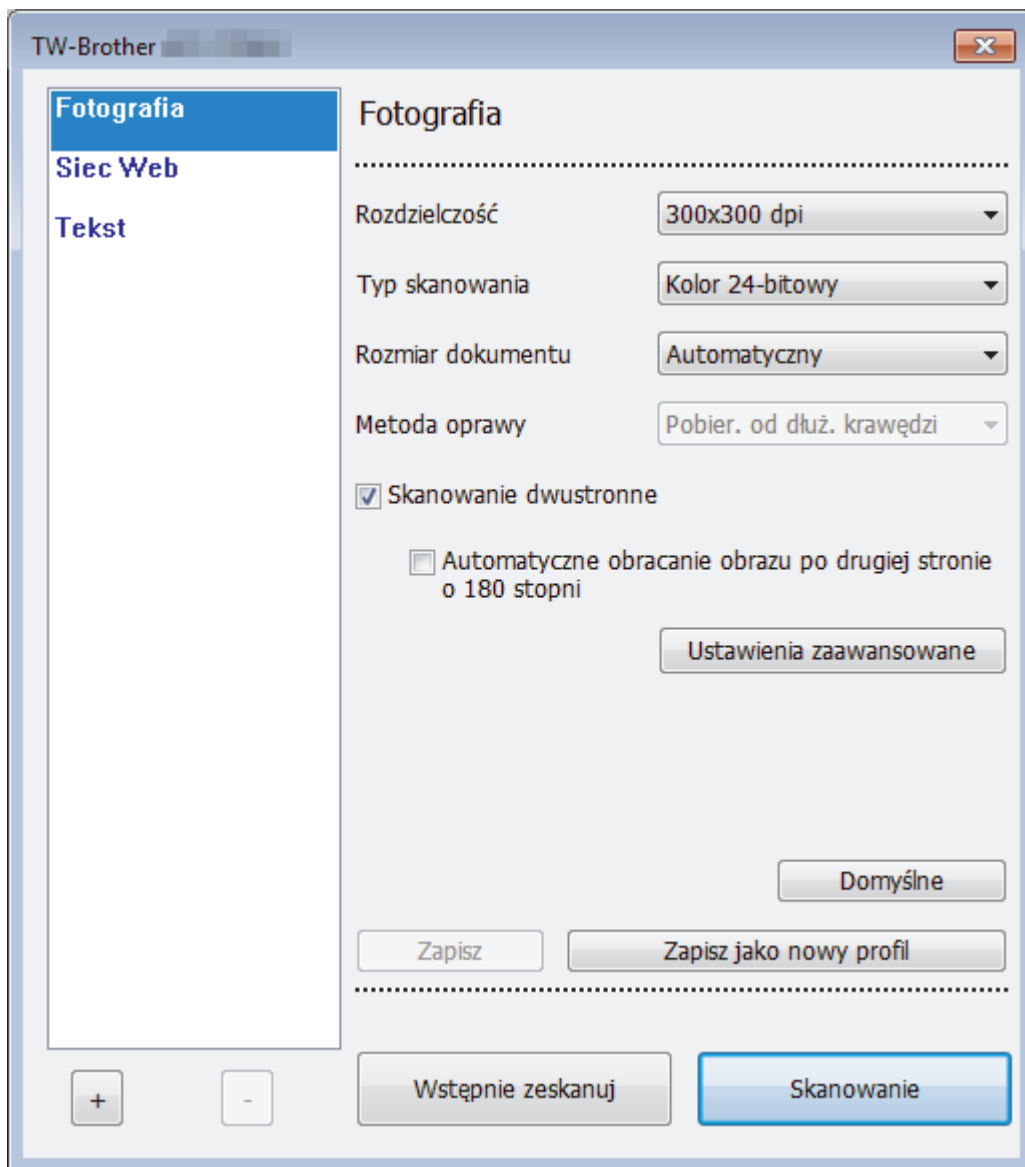 TW-Brother
Fotografia
Siec Web
Tekst
Fotografia
Rozdzielczość 300x300 dpi
Typ skanowania Kolor 24-bitowy
Rozmiar dokumentu Automatyczny
Metoda oprawy Pobier. od dłuż. krawędzi
Skanowanie dwustronne
Automatyczne obracanie obrazu po drugiej stronie
o 180 stopni
Ustawienia zaawansowane
Domyślne
Zapisz Zapisz jako nowy profil
+ - Wstępnie zeskanuj Skanowanie